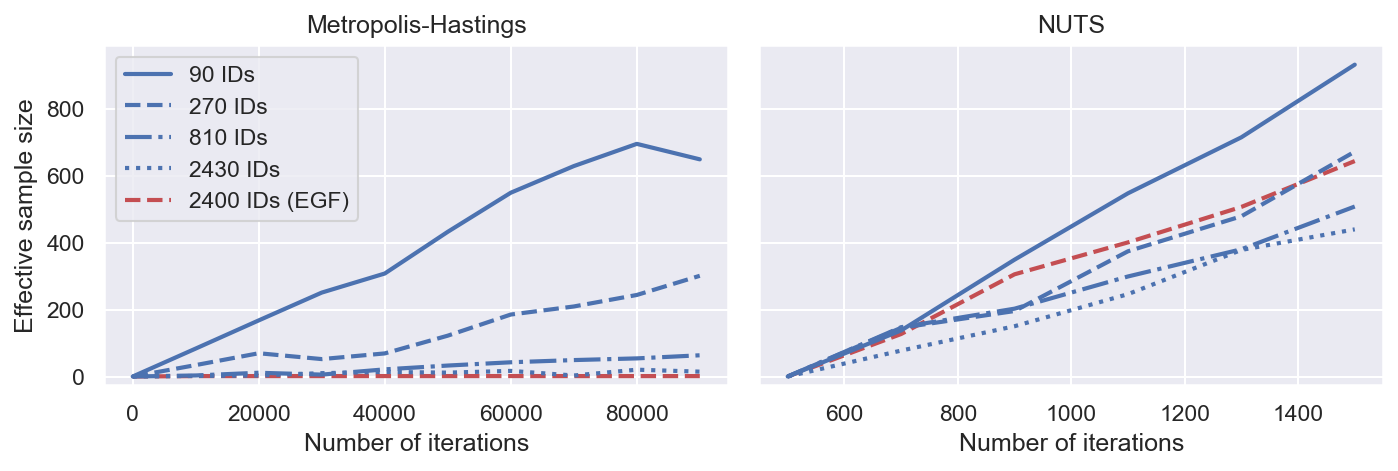 Metropolis-Hastings
NUTS
Effective sample size
800
600
400
200
0
90 IDs
270 IDs
810 IDs
2430 IDs
2400 IDs (EGF)
0 20000 40000 60000 80000
600 800 1000 1200 1400
Number of iterations
Number of iterations